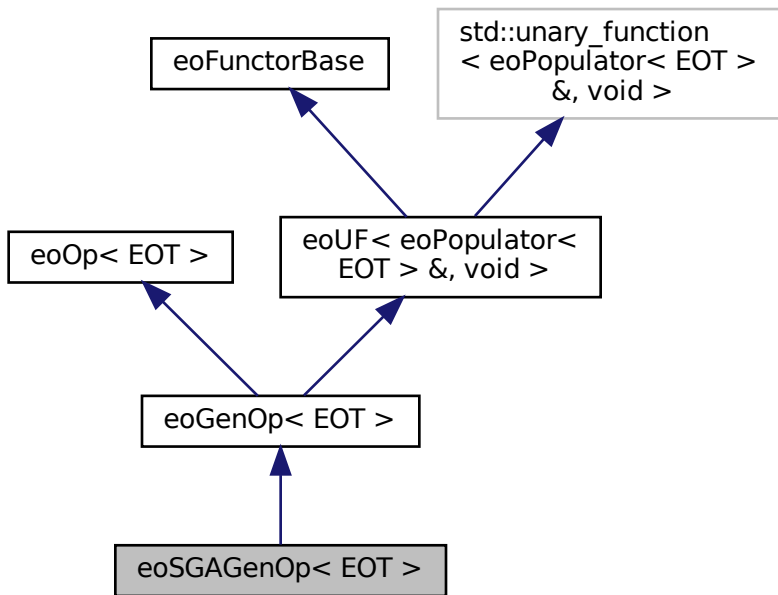 std::unary_function
< eoPopulator< EOT >
&, void >
eoFunctorBase
eoUF< eoPopulator<
EOT > &, void >
eoOp< EOT >
eoGenOp< EOT >
eoSGAGenOp< EOT >